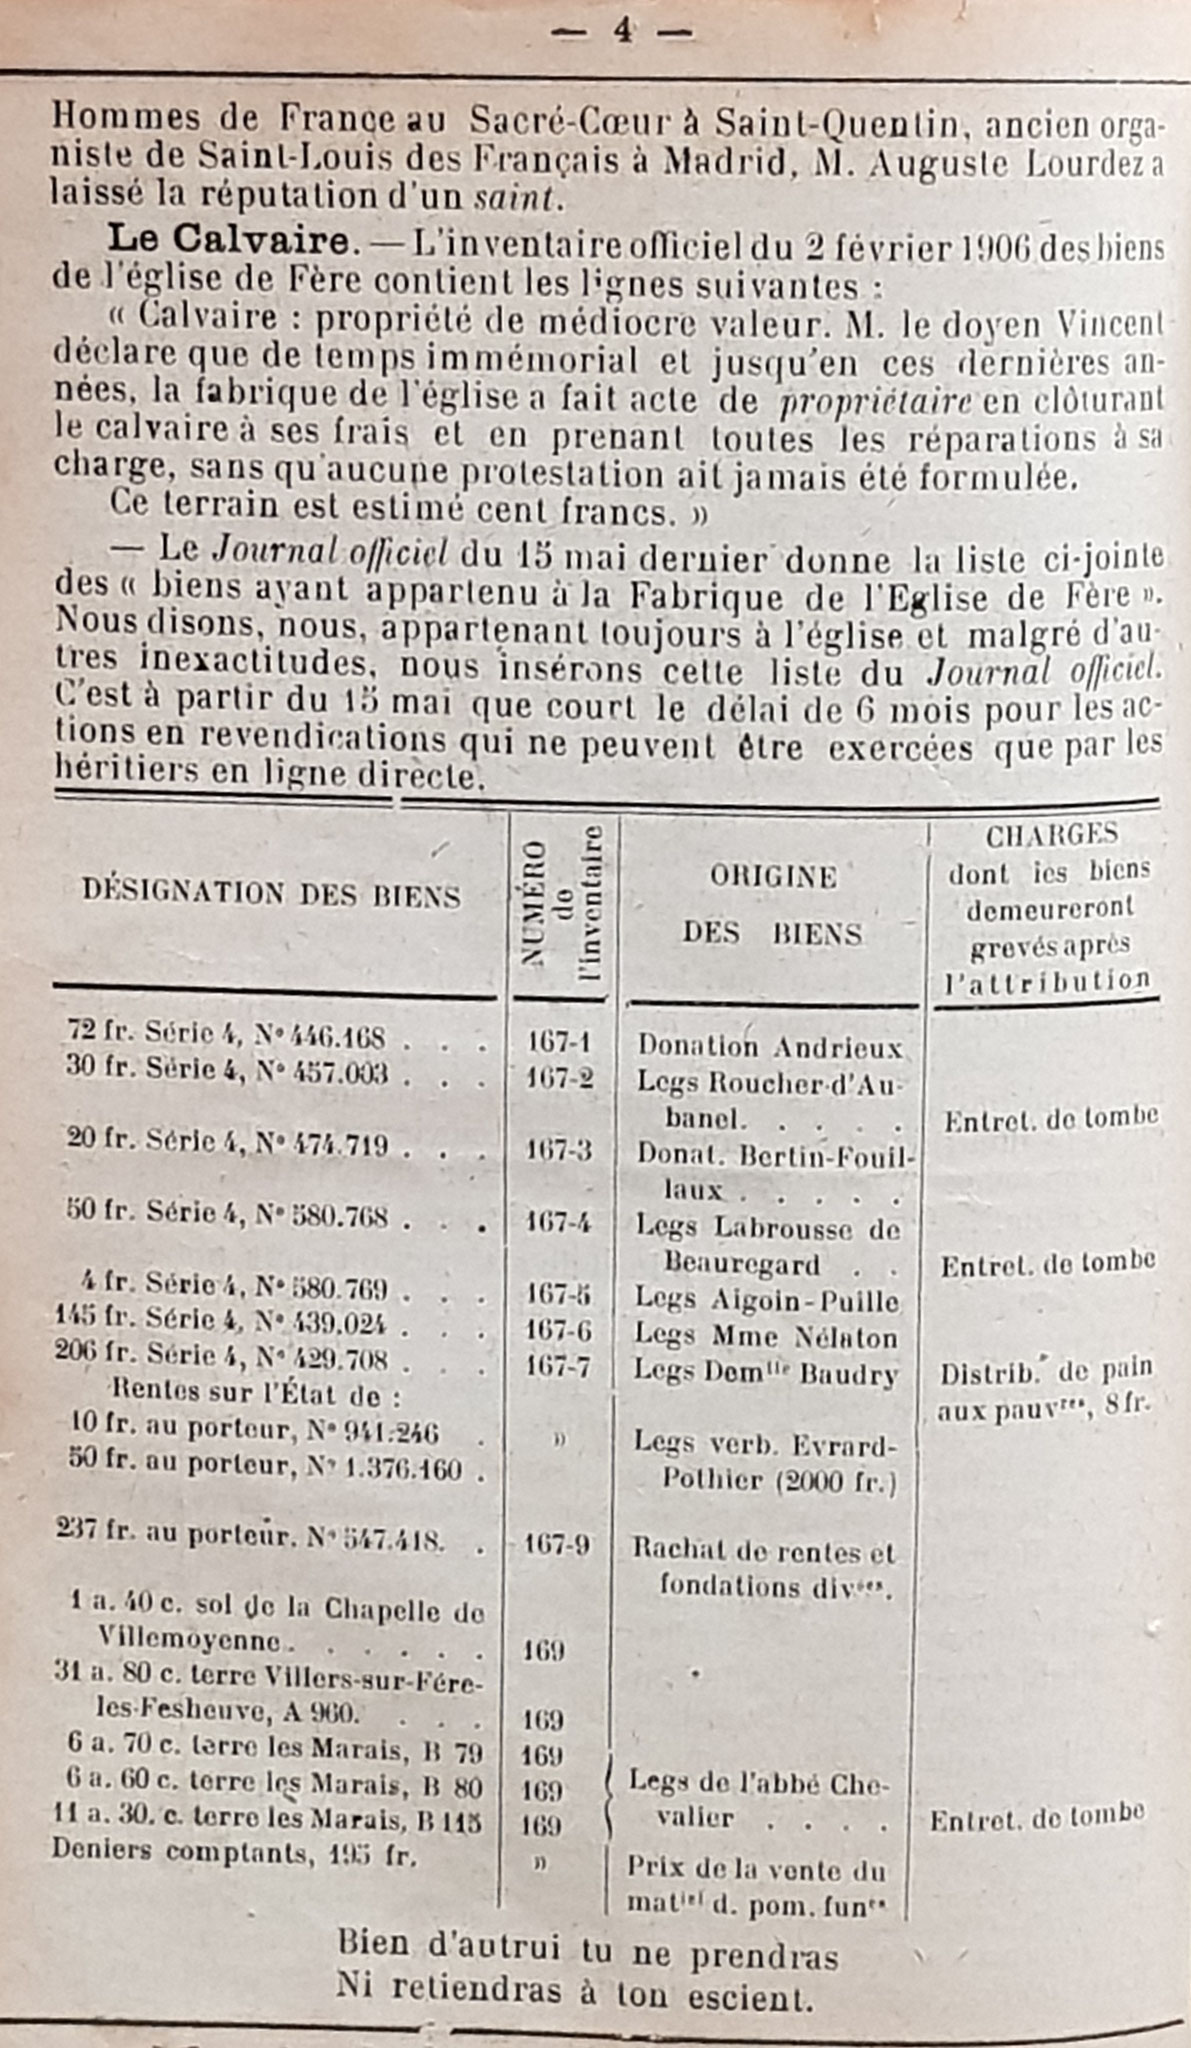 — 4 —
Hommes de France au Sacré-Cœur à Saint-Quentin, ancien orga-
niste de Saint-Louis des Français à Madrid, M. Auguste Lourdez a
laissé la réputation d'un saint.
Le Calvaire. — L'inventaire officiel du 2 février 1906 des biens
de l'église de Fère contient les lignes suivantes :
« Calvaire : propriété de médiocre valeur. M. le doyen Vincent
déclare que de temps immémorial et jusqu'en ces dernières an-
nées, la fabrique de l'église a fait acte de propriétaire en clôturant
le calvaire à ses frais et en prenant toutes les réparations à sa
charge, sans qu'aucune protestation ait jamais été formulée.
Ce terrain est estimé cent francs. »
— Le Journal officiel du 15 mai dernier donne la liste ci-jointe
des « biens ayant appartenu à la Fabrique de l'Eglise de Fère ».
Nous disons, nous, appartenant toujours à l'église et malgré d'au-
tres inexactitudes, nous insérons cette liste du Journal officiel.
C'est à partir du 15 mai que court le délai de 6 mois pour les ac-
tions en revendications qui ne peuvent être exercées que par les
héritiers en ligne directe.
DÉSIGNATION DES BIENS
NUMÉRO
de
l'inventaire
ORIGINE
DES BIENS
CHARGES
dont les biens
demeureront
grevés après
l'attribution
72 fr. Série 4, N° 446.168 . . . 167-1 Donation Andrieux
30 fr. Série 4, N° 457.003 . . . 167-2 Legs Roucher-d'Au-
banel. . . . . Entret. de tombe
20 fr. Série 4, N° 474.719 . . . 167-3 Donat. Bertin-Fouil-
laux . . . . .
50 fr. Série 4, N° 580.768 . . . 167-4 Legs Labrousse de
Beauregard . . Entret. de tombe
4 fr. Série 4, N° 580.769 . . . 167-5 Legs Aigoin-Puille
145 fr. Série 4, N° 439.024 . . . 167-6 Legs Mme Nélaton
206 fr. Série 4, N° 429.708 . . . 167-7 Legs Demlle Baudry Distrib. de pain
Rentes sur l'État de : aux pauvres, 8 fr.
10 fr. au porteur, N° 941.246 . » Legs verb. Evrard-
50 fr. au porteur, N° 1.376.160 . Pothier (2000 fr.)
237 fr. au porteur. N° 547.418. . 167-9 Rachat de rentes et
fondations divses.
1 a. 40 c. sol de la Chapelle de
Villemoyenne . . . . . . 169
31 a. 80 c. terre Villers-sur-Fère-
les-Fesheuve, A 960. . . . 169
6 a. 70 c. terre les Marais, B 79 169
6 a. 60 c. terre les Marais, B 80 169 Legs de l'abbé Che-
11 a. 30. c. terre les Marais, B 115 169 valier . . . . Entret. de tombe
Deniers comptants, 195 fr. » Prix de la vente du
matiel d. pom. funes
Bien d'autrui tu ne prendras
Ni retiendras à ton escient.